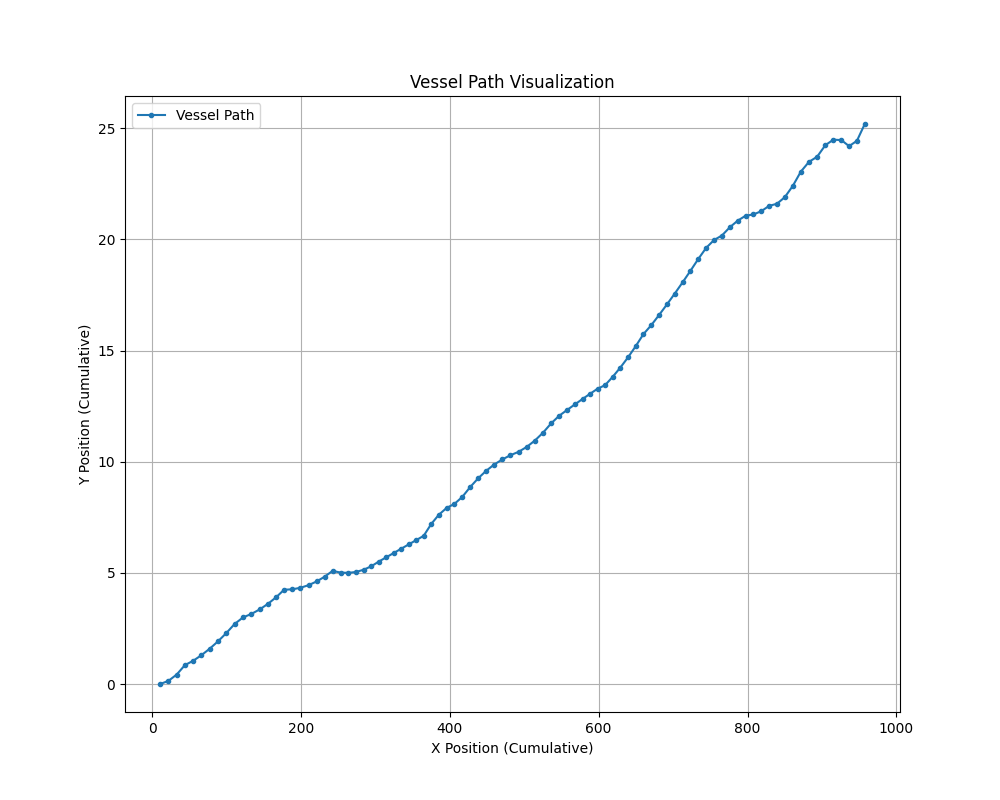 Vessel Path Visualization
Vessel Path
25
20
15
10
5
0
Y Position (Cumulative)
0 200 400 600 800 1000
X Position (Cumulative)